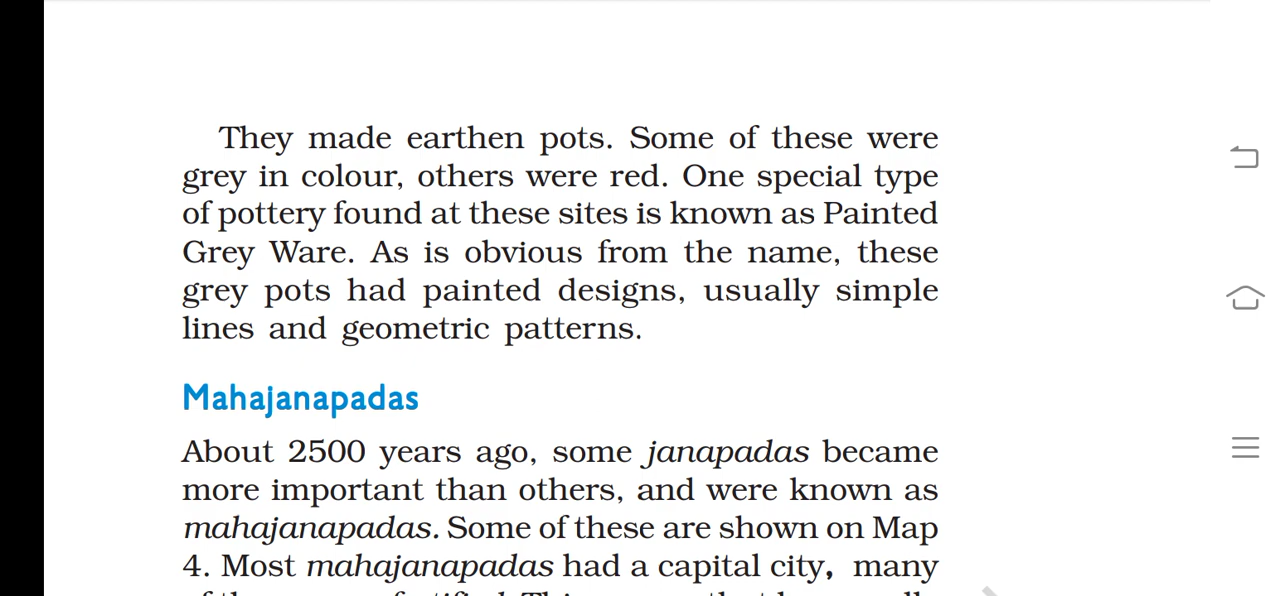 They made earthen pots. Some of these were
grey in colour, others were red. One special type
of pottery found at these sites is known as Painted
Grey Ware. As is obvious from the name, these
grey pots had painted designs, usually simple
lines and geometric patterns.
Mahajanapadas
About 2500 years ago, some janapadas became
more important than others, and were known as
mahajanapadas. Some of these are shown on Map
4. Most mahajanapadas had a capital city, many